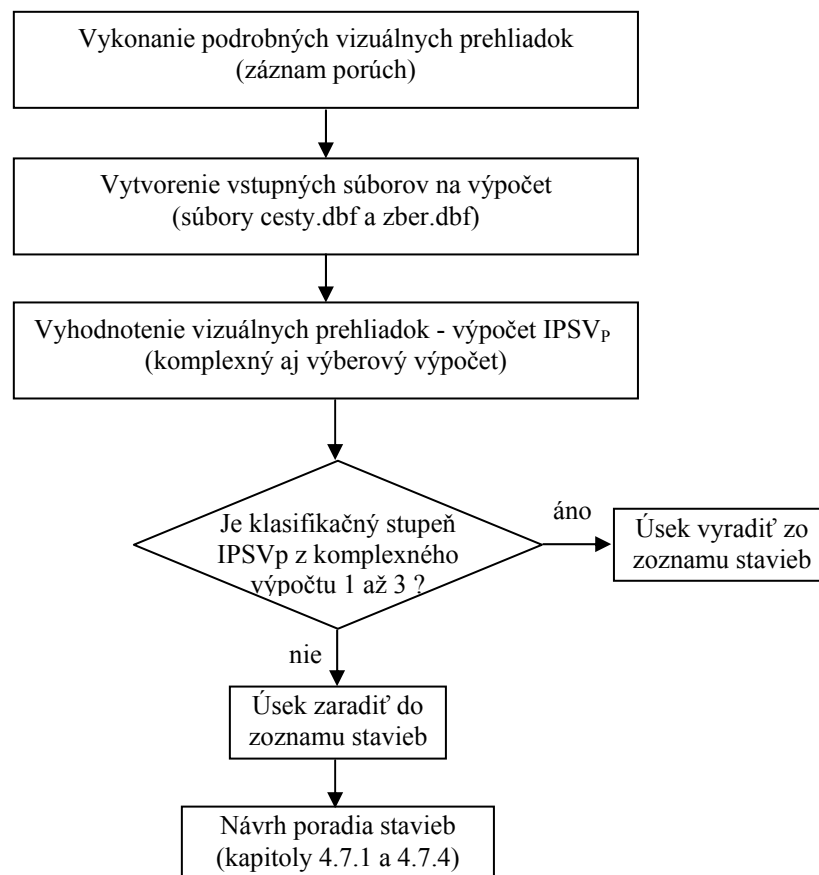 Vykonanie podrobných vizuálnych prehliadok
(záznam porúch)
Vytvorenie vstupných súborov na výpočet
(súbory cesty.dbf a zber.dbf)
Vyhodnotenie vizuálnych prehliadok - výpočet IPSVP
(komplexný aj výberový výpočet)
Je klasifikačný stupeň
IPSVp z komplexného
výpočtu 1 až 3 ?
áno
Úsek vyradiť zo
zoznamu stavieb
nie
Úsek zaradiť do
zoznamu stavieb
Návrh poradia stavieb
(kapitoly 4.7.1 a 4.7.4)